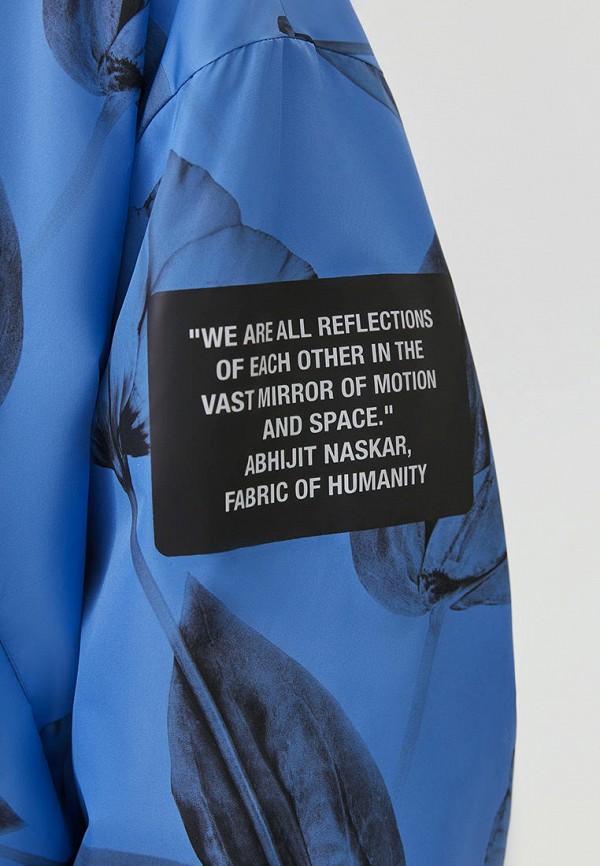 "WE ARE ALL REFLECTIONS
OF EACH OTHER IN THE
VAST MIRROR OF MOTION
AND SPACE."
ABHIJIT NASKAR,
FABRIC OF HUMANITY